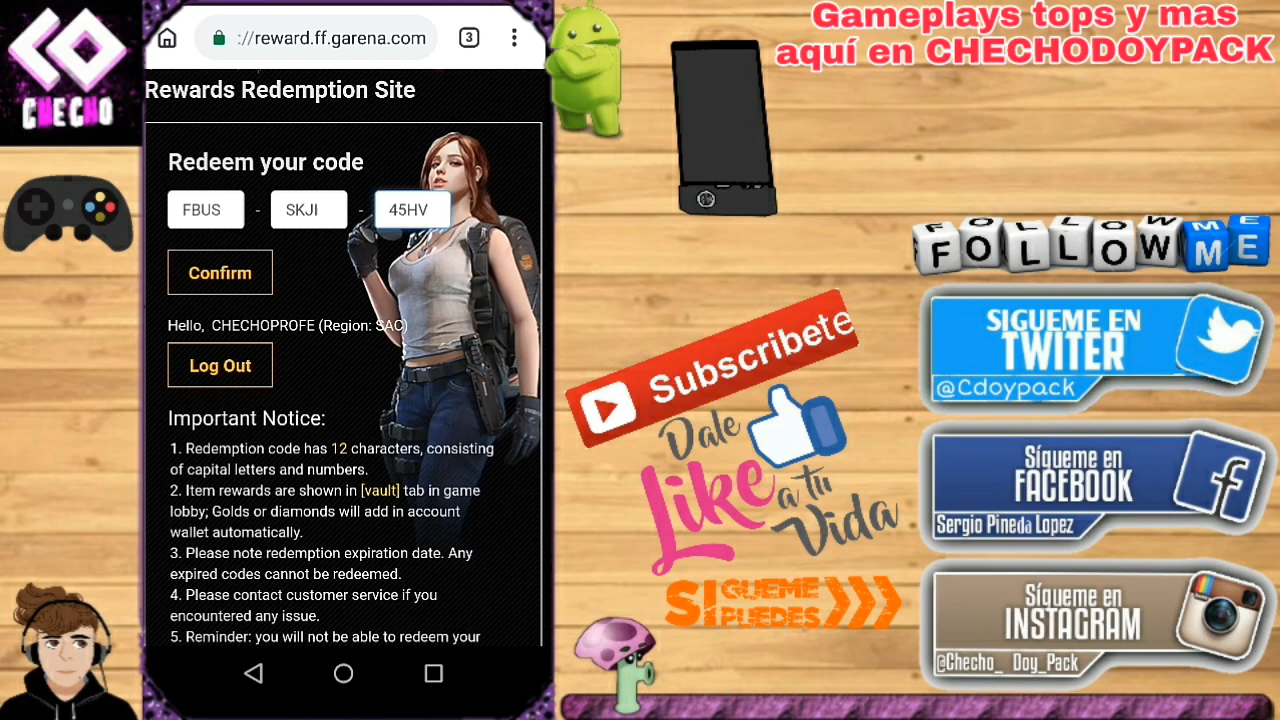 CHECHO
://reward.ff.garena.com
3
Rewards Redemption Site
Redeem your code
FBUS - SKJI - 45HV
Confirm
Hello, CHECHOPROFE (Region: SAC)
Log Out
Important Notice:
1. Redemption code has 12 characters, consisting
of capital letters and numbers.
2. Item rewards are shown in [vault] tab in game
lobby; Golds or diamonds will add in account
wallet automatically.
3. Please note redemption expiration date. Any
expired codes cannot be redeemed.
4. Please contact customer service if you
encountered any issue.
5. Reminder: you will not be able to redeem your
Gameplays tops y mas
aquí en CHECHODOYPACK
FOLLOW ME
Subscribete
Dale
Like
a tu
Vida
SIGUEME
PUEDES
SIGUEME EN
TWITER
@Cdoypack
Síqueme en
FACEBOOK
Sergio Pineda Lopez
Síqueme en
INSTAGRAM
@Checho_ Doy_Pack